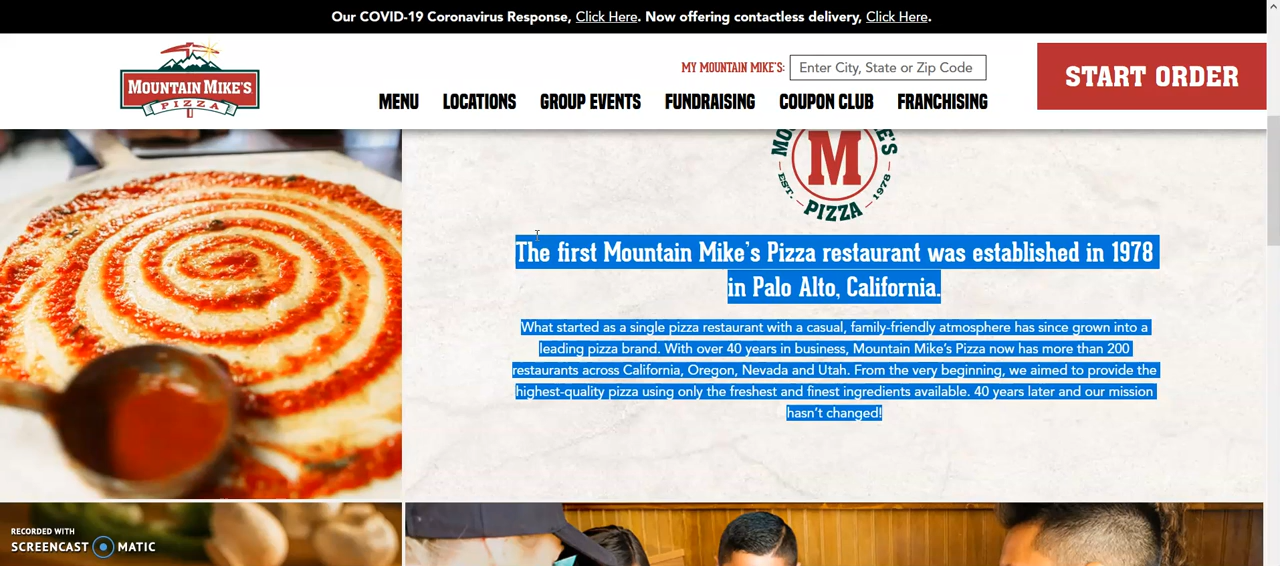 Our COVID-19 Coronavirus Response, Click Here. Now offering contactless delivery, Click Here.
MOUNTAIN MIKE'S
PIZZA
MY MOUNTAIN MIKE'S:
Enter City, State or Zip Code
START ORDER
MENU
LOCATIONS
GROUP EVENTS
FUNDRAISING
COUPON CLUB
FRANCHISING
M
EST.
1978
PIZZA
The first Mountain Mike's Pizza restaurant was established in 1978
in Palo Alto, California.
What started as a single pizza restaurant with a casual, family-friendly atmosphere has since grown into a
leading pizza brand. With over 40 years in business, Mountain Mike's Pizza now has more than 200
restaurants across California, Oregon, Nevada and Utah. From the very beginning, we aimed to provide the
highest-quality pizza using only the freshest and finest ingredients available. 40 years later and our mission
hasn't changed!
RECORDED WITH
SCREENCAST MATIC